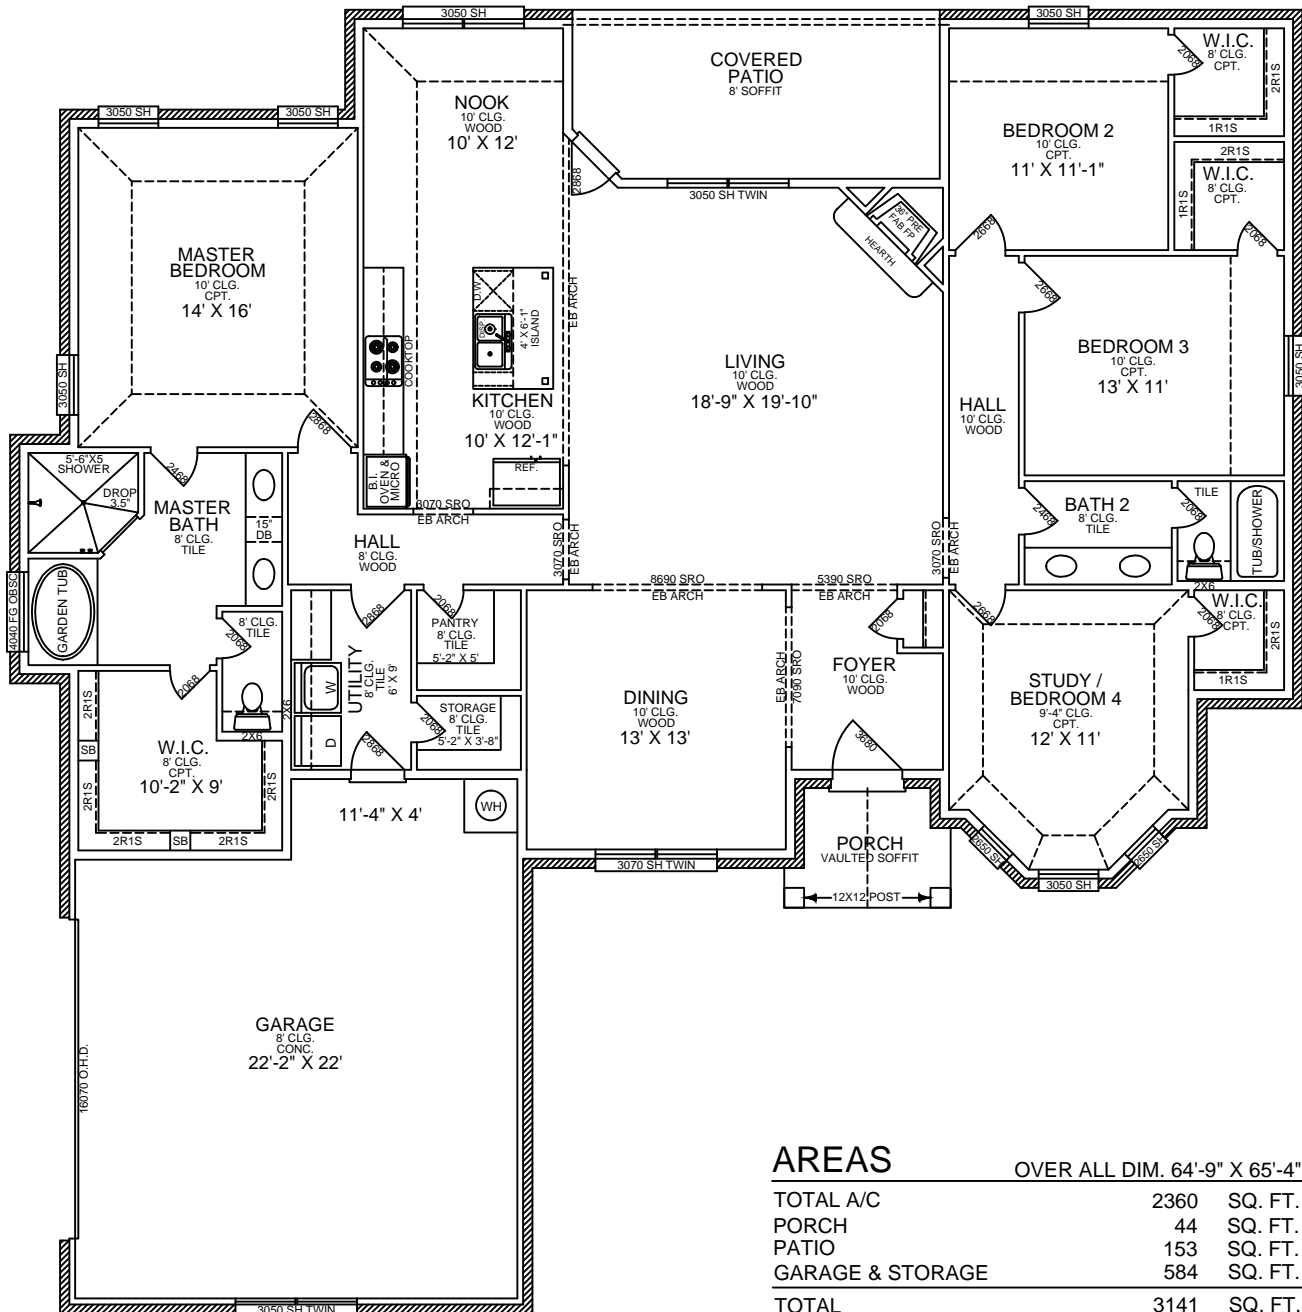 3050 SH
3050 SH
3050 SH
3050 SH
COVERED
PATIO
8' SOFFIT
NOOK
10' CLG.
WOOD
10' X 12'
2868
3050 SH TWIN
BEDROOM 2
10' CLG.
CPT.
11' X 11'-1"
2668
2068
W.I.C.
8' CLG.
CPT.
2R1S
1R1S
2R1S
W.I.C.
8' CLG.
CPT.
1R1S
2068
MASTER
BEDROOM
10' CLG.
CPT.
14' X 16'
3050 SH
2868
36" PRE
FAB FP
HEARTH
D.W.
DISP
4' X 6'-1"
ISLAND
EB ARCH
COOKTOP
KITCHEN
10' CLG.
WOOD
10' X 12'-1"
B.I.
OVEN &
MICRO
REF.
3070 SRO
EB ARCH
LIVING
10' CLG.
WOOD
18'-9" X 19'-10"
HALL
10' CLG.
WOOD
2668
BEDROOM 3
10' CLG.
CPT.
13' X 11'
3050 SH
5'-6"X5
SHOWER
DROP
3.5"
2468
MASTER
BATH
8' CLG.
TILE
15"
DB
GARDEN TUB
4040 FG OBSC
HALL
8' CLG.
WOOD
3070 SRO
EB ARCH
3070 SRO
EB ARCH
2468
BATH 2
8' CLG.
TILE
TILE
2068
TUB/SHOWER
2X6
8690 SRO
EB ARCH
5390 SRO
EB ARCH
8' CLG.
TILE
2068
2068
2X6
2X6
2868
W
D
UTILITY
8' CLG.
TILE
6' X 9'
2868
2068
PANTRY
8' CLG.
TILE
5'-2" X 5'
STORAGE
8' CLG.
TILE
5'-2" X 3'-8"
2068
DINING
10' CLG.
WOOD
13' X 13'
EB ARCH
7090 SRO
2068
FOYER
10' CLG.
WOOD
3680
2668
STUDY /
BEDROOM 4
9'-4" CLG.
CPT.
12' X 11'
2068
W.I.C.
8' CLG.
CPT.
2R1S
1R1S
2R1S
SB
2R1S
W.I.C.
8' CLG.
CPT.
10'-2" X 9'
2R1S
2R1S
SB
2R1S
11'-4" X 4'
WH
3070 SH TWIN
PORCH
VAULTED SOFFIT
12X12 POST
2650 SH
3050 SH
2650 SH
GARAGE
8' CLG.
CONC.
22'-2" X 22'
16070 O.H.D.
3050 SH TWIN
AREAS OVER ALL DIM. 64'-9" X 65'-4"
TOTAL A/C 2360 SQ. FT.
PORCH 44 SQ. FT.
PATIO 153 SQ. FT.
GARAGE & STORAGE 584 SQ. FT.
TOTAL 3141 SQ. FT.